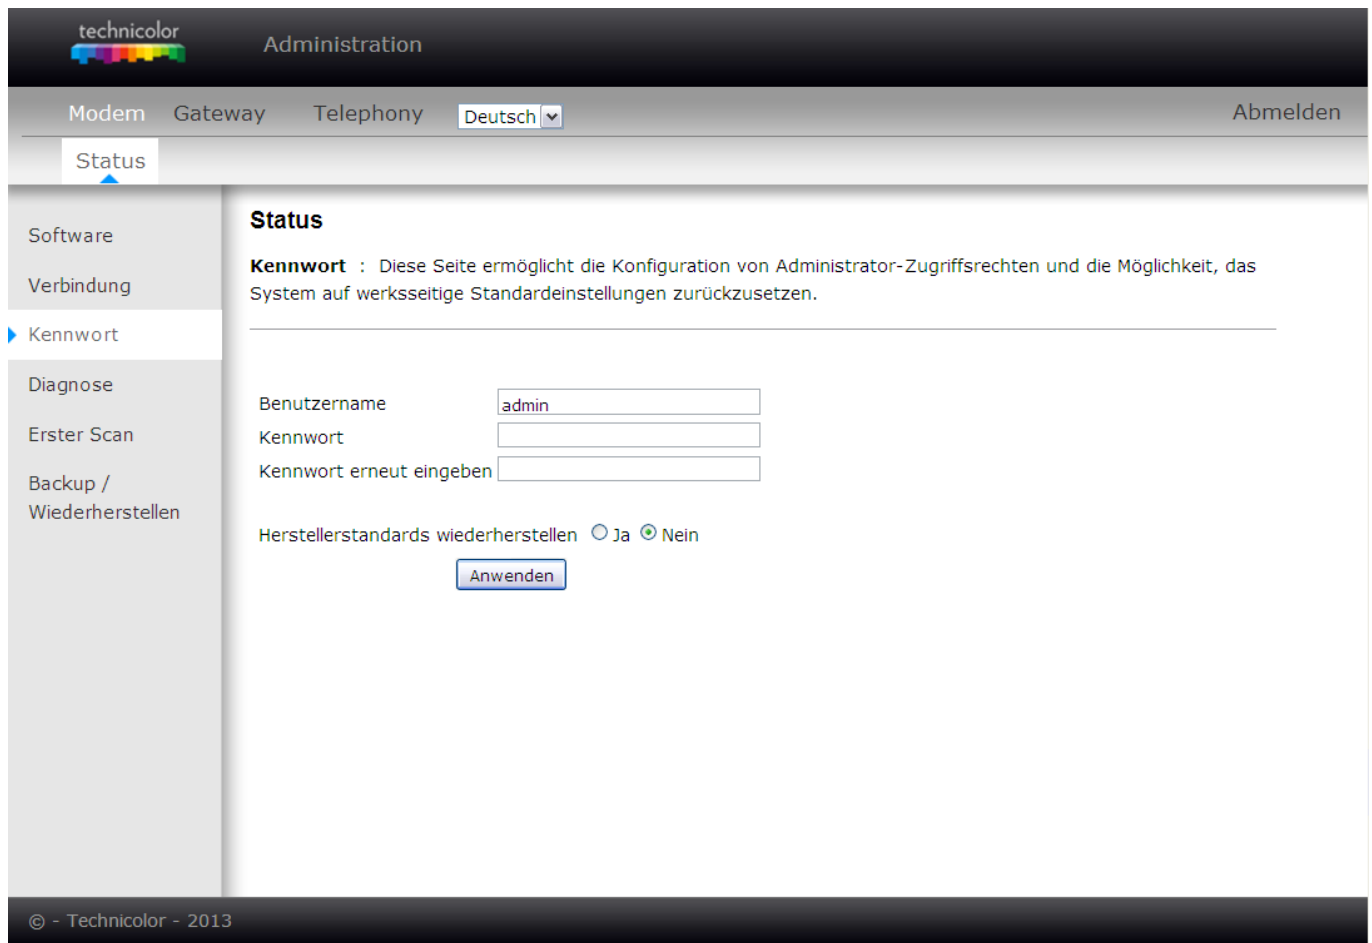 technicolor
Administration
Modem Gateway Telephony Deutsch Abmelden
Status
Software
Verbindung
Kennwort
Diagnose
Erster Scan
Backup /
Wiederherstellen
Status
Kennwort : Diese Seite ermöglicht die Konfiguration von Administrator-Zugriffsrechten und die Möglichkeit, das
System auf werksseitige Standardeinstellungen zurückzusetzen.
Benutzername admin
Kennwort
Kennwort erneut eingeben
Herstellerstandards wiederherstellen Ja Nein
Anwenden
© - Technicolor - 2013